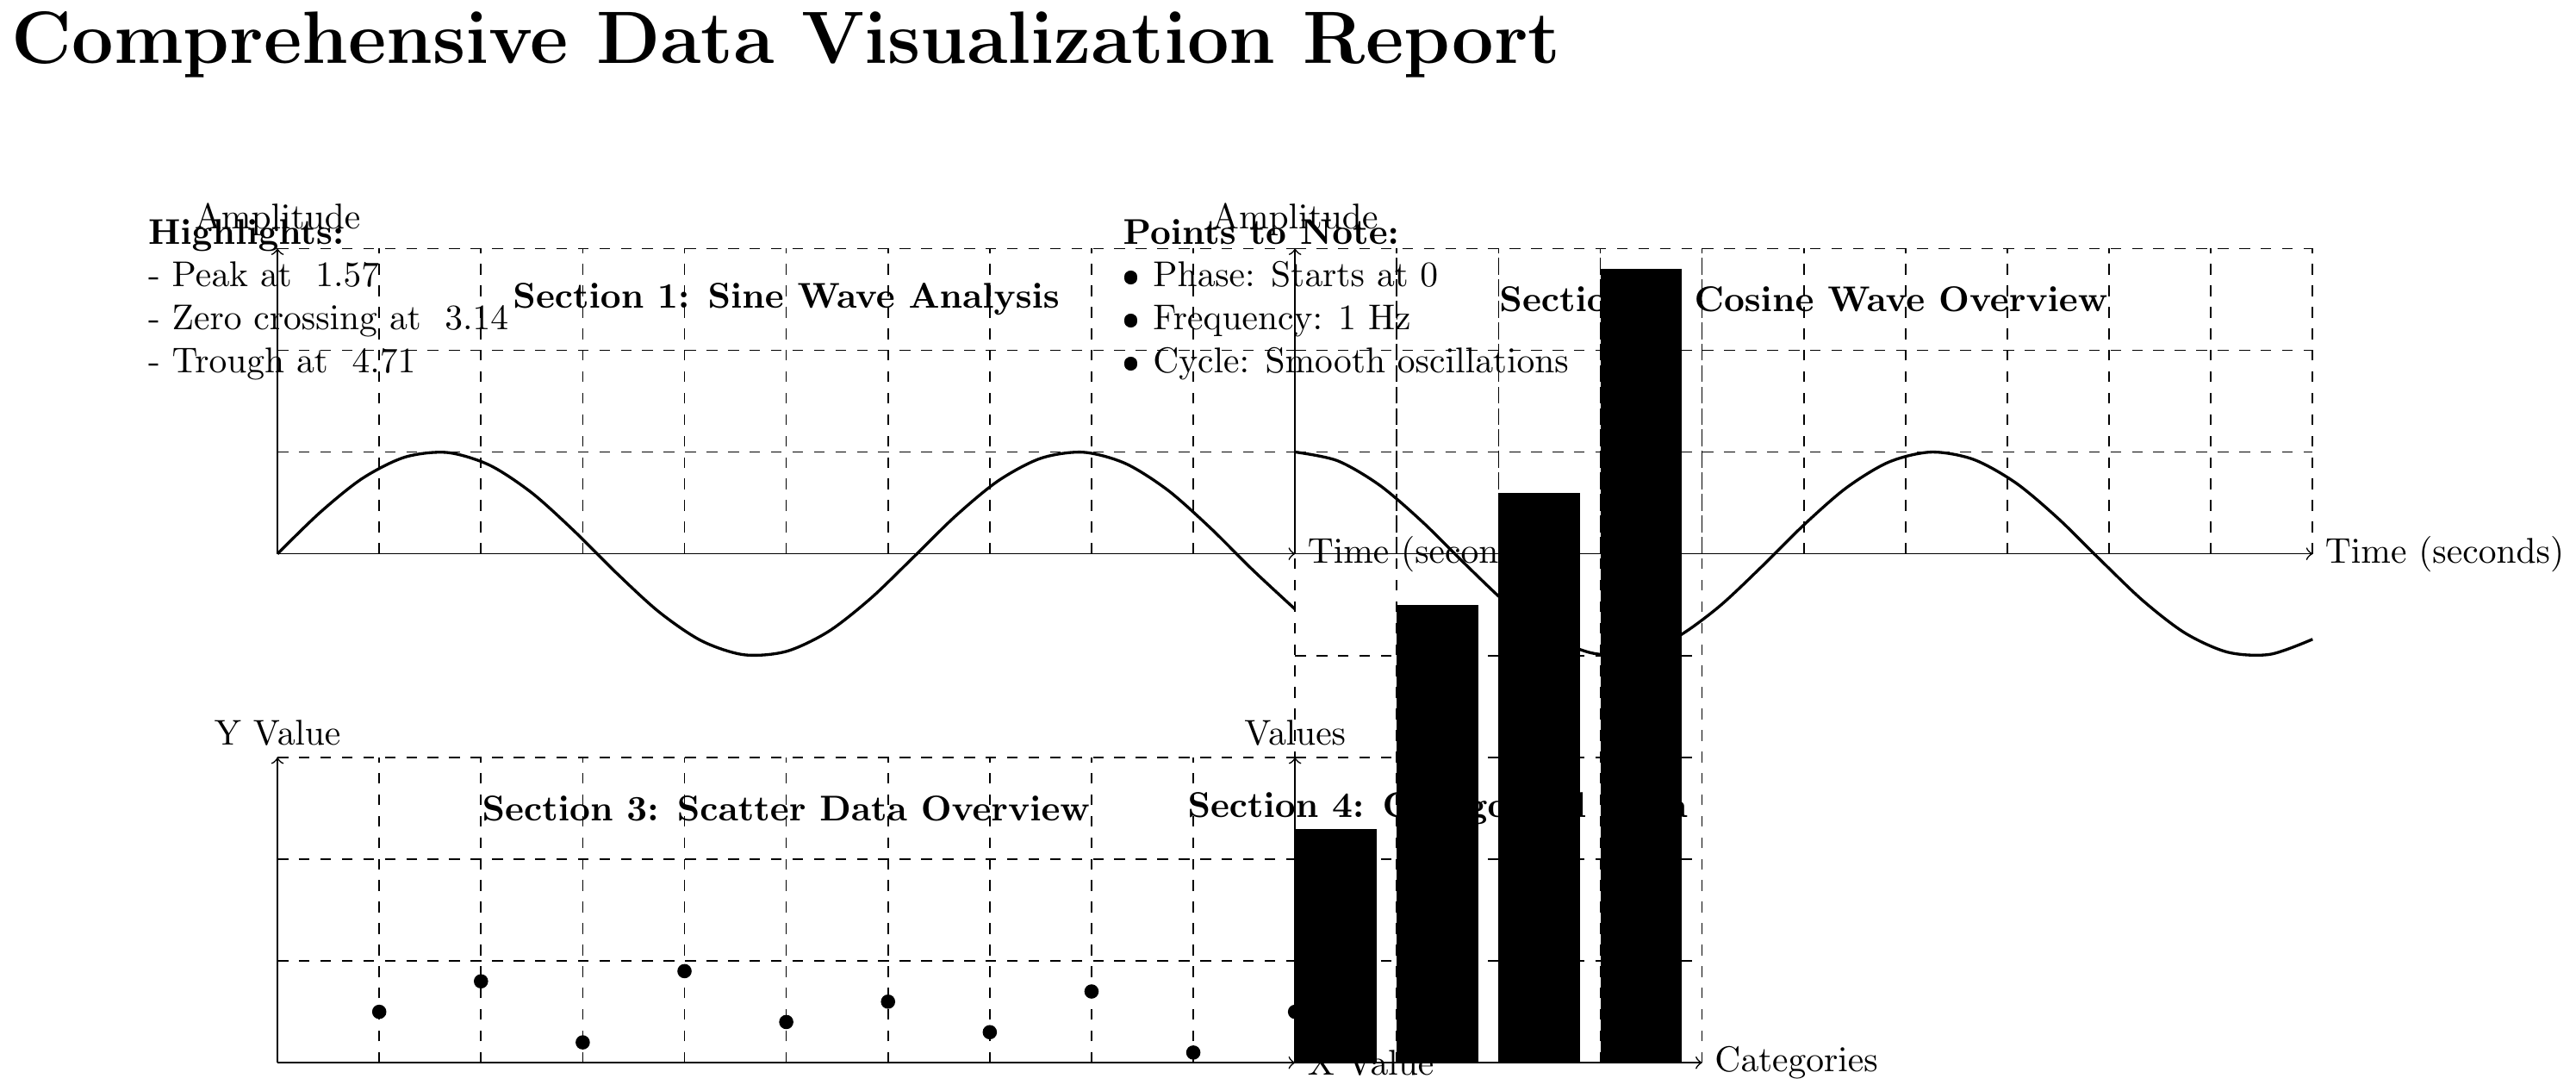 Comprehensive Data Visualization Report
Amplitude
Highlights:
- Peak at 1.57
- Zero crossing at 3.14
- Trough at 4.71
Section 1: Sine Wave Analysis
Amplitude
Points to Note:
• Phase: Starts at 0
• Frequency: 1 Hz
• Cycle: Smooth oscillations
Cosine Wave Overview
Time
Time (seconds)
Y Value
Section 3: Scatter Data Overview
Values
Section 4:
X Value
Categories